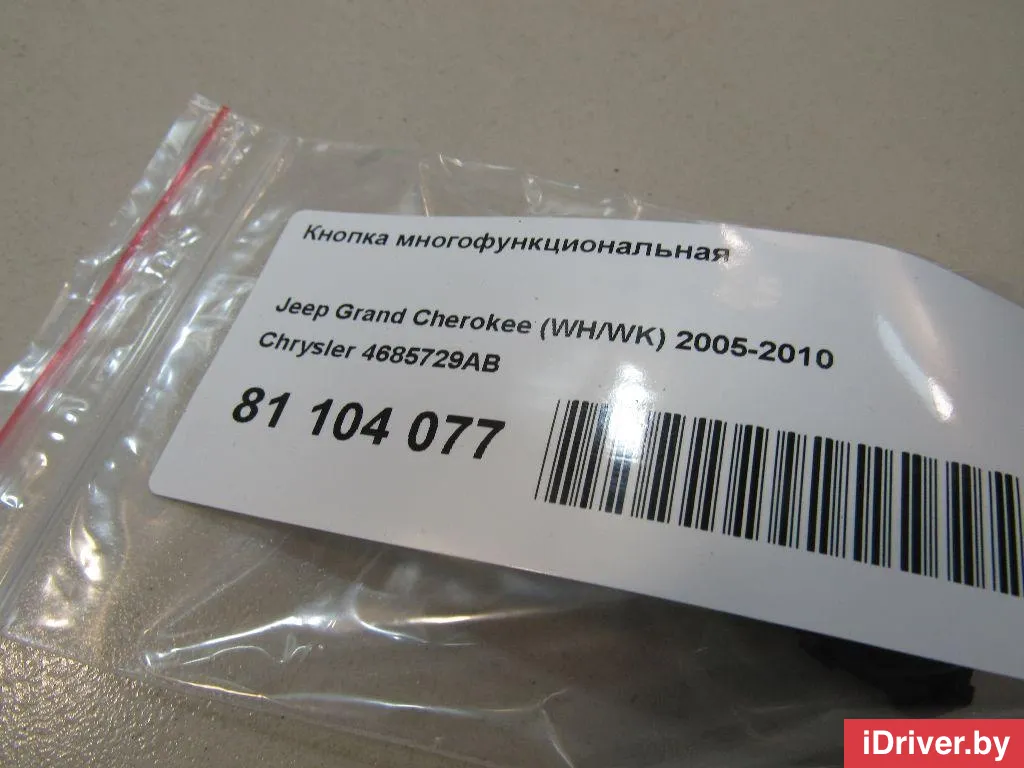 Кнопка многофункциональная
Jeep Grand Cherokee (WH/WK) 2005-2010
Chrysler 4685729AB
81 104 077
iDriver.by